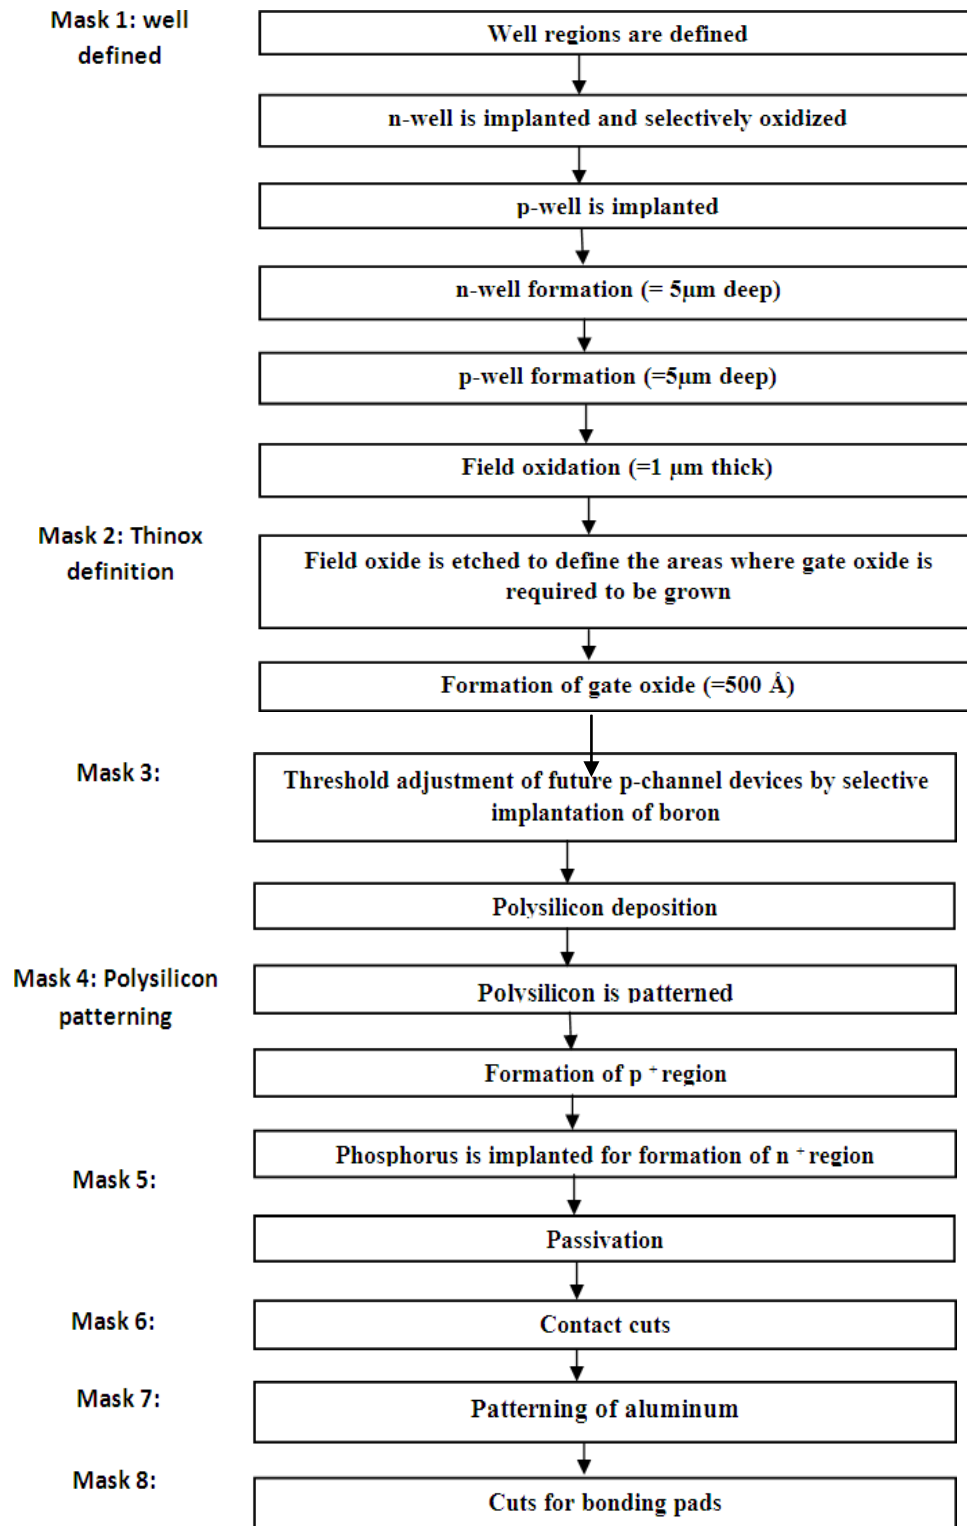 Mask 1: well
defined
Well regions are defined
n-well is implanted and selectively oxidized
p-well is implanted
n-well formation (= 5μm deep)
p-well formation (=5μm deep)
Field oxidation (=1 μm thick)
Mask 2: Thinox
definition
Field oxide is etched to define the areas where gate oxide is
required to be grown
Formation of gate oxide (=500 Å)
Mask 3:
Threshold adjustment of future p-channel devices by selective
implantation of boron
Polysilicon deposition
Mask 4: Polysilicon
patterning
Polysilicon is patterned
Formation of p + region
Phosphorus is implanted for formation of n + region
Mask 5:
Passivation
Mask 6:
Contact cuts
Mask 7:
Patterning of aluminum
Mask 8:
Cuts for bonding pads